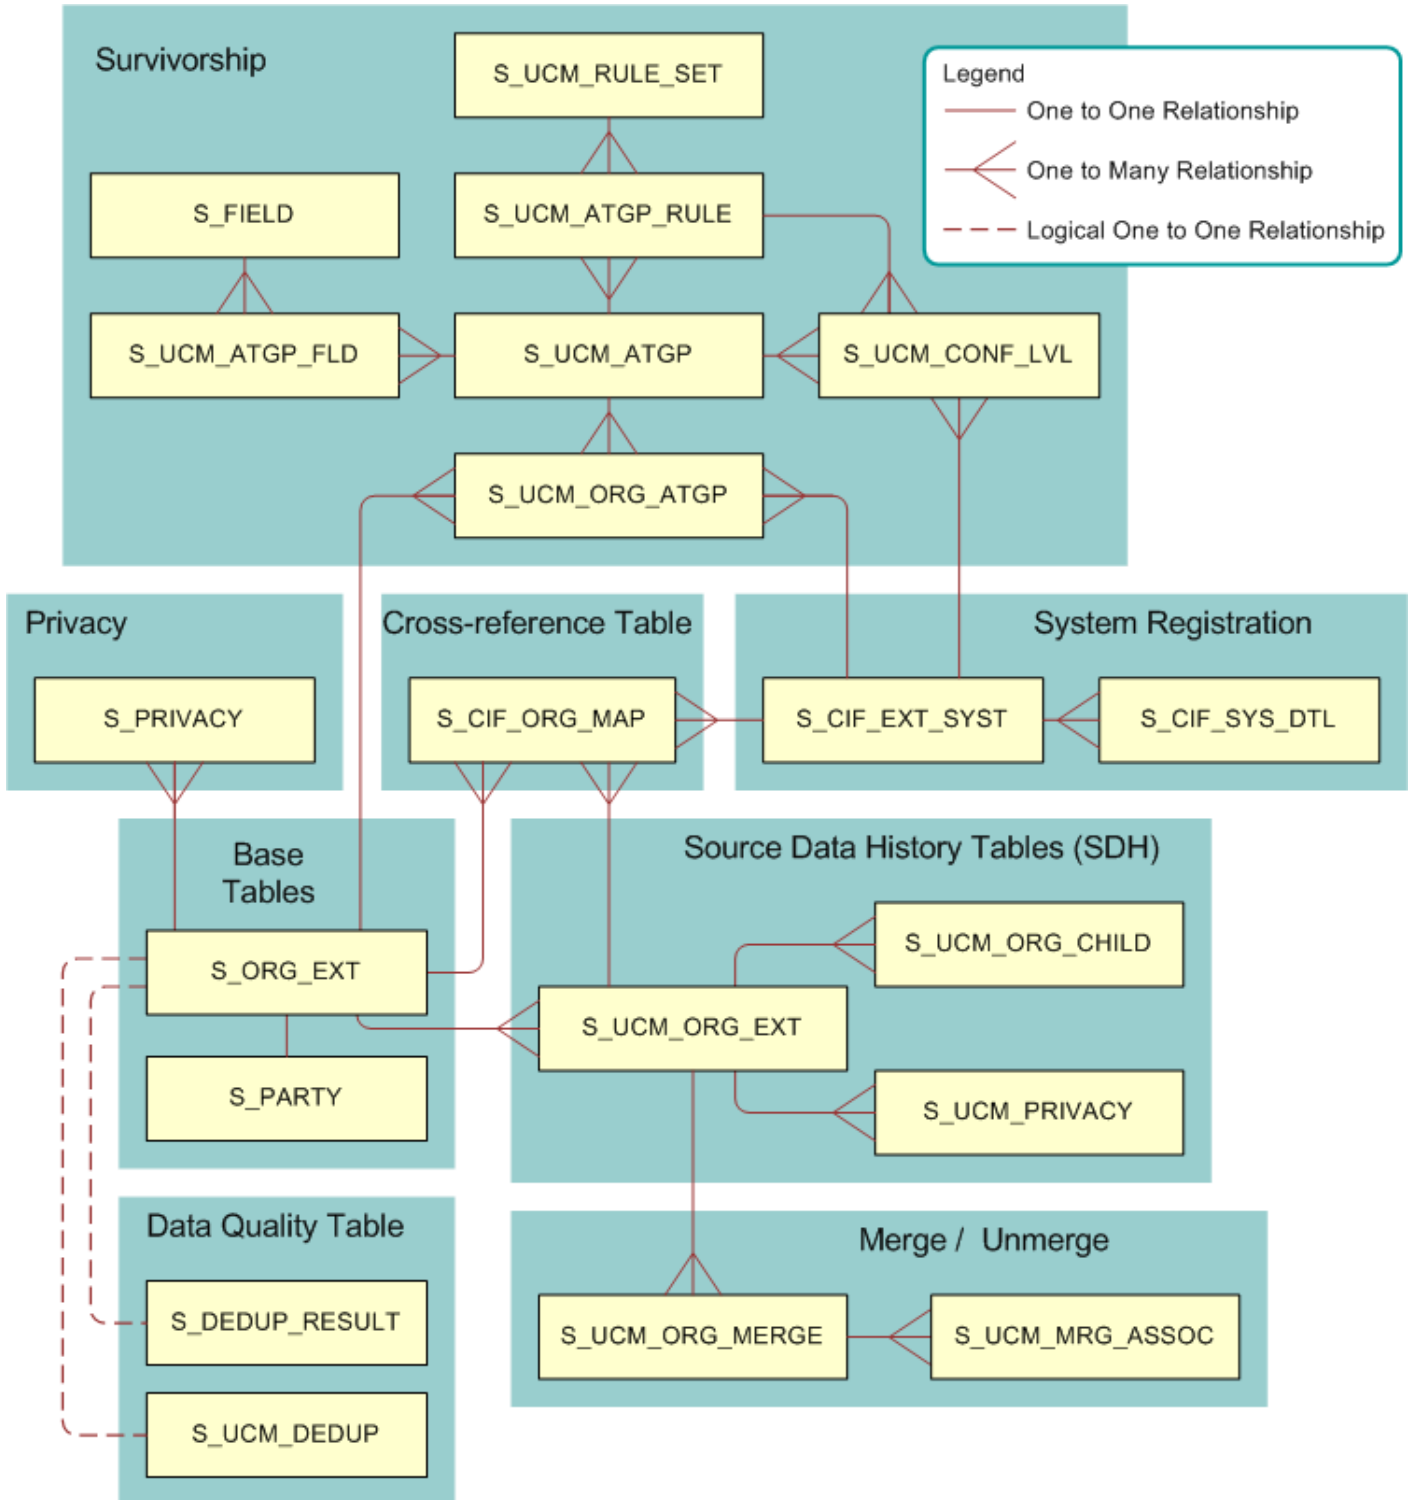 Survivorship
S_UCM_RULE_SET
Legend
One to One Relationship
One to Many Relationship
Logical One to One Relationship
S_FIELD
S_UCM_ATGP_RULE
S_UCM_ATGP_FLD
S_UCM_ATGP
S_UCM_CONF_LVL
S_UCM_ORG_ATGP
Privacy
S_PRIVACY
Cross-reference Table
S_CIF_ORG_MAP
System Registration
S_CIF_EXT_SYST
S_CIF_SYS_DTL
Base
Tables
S_ORG_EXT
S_PARTY
Source Data History Tables (SDH)
S_UCM_ORG_CHILD
S_UCM_ORG_EXT
S_UCM_PRIVACY
Data Quality Table
S_DEDUP_RESULT
S_UCM_DEDUP
Merge / Unmerge
S_UCM_ORG_MERGE
S_UCM_MRG_ASSOC